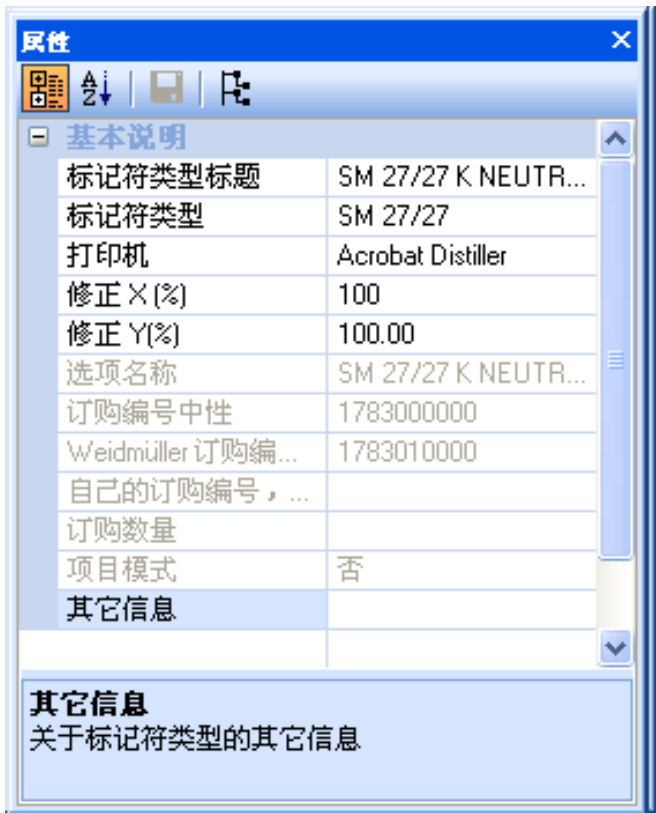 属性
A
Z
基本说明
标记符类型标题 SM 27/27 K NEUTR...
标记符类型 SM 27/27
打印机 Acrobat Distiller
修正 X (%) 100
修正 Y(%) 100.00
选项名称 SM 27/27 K NEUTR...
订购编号中性 1783000000
Weidmüller 订购编... 1783010000
自己的订购编号，...
订购数量
项目模式 否
其它信息
其它信息
关于标记符类型的其它信息